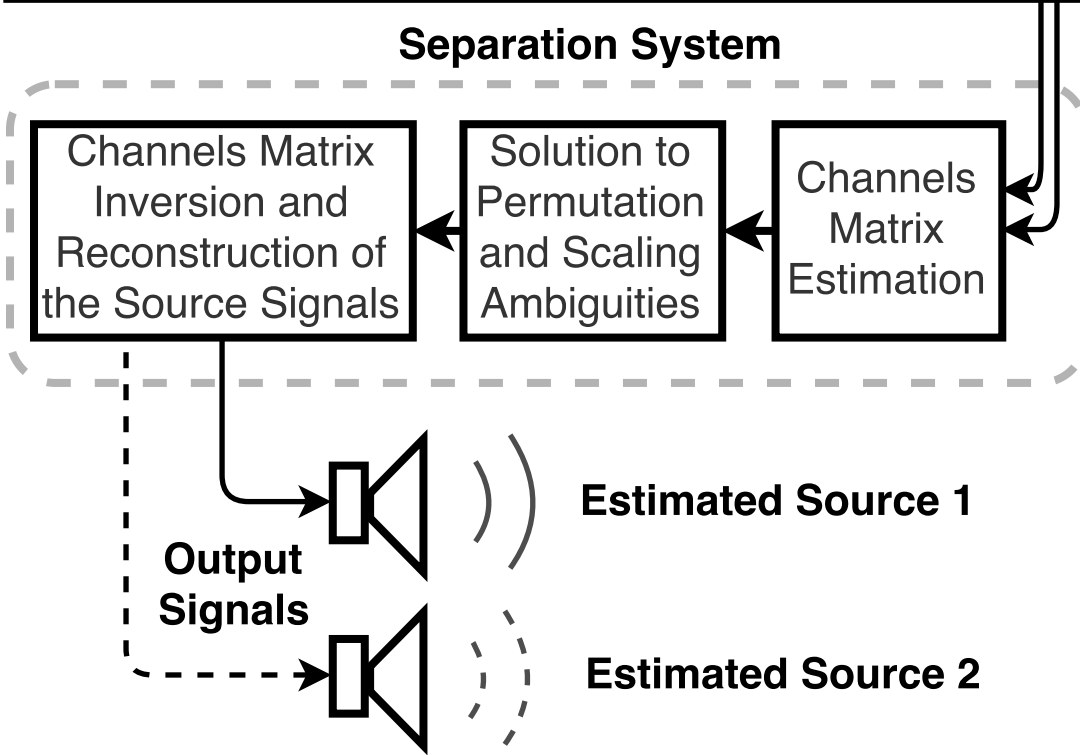 Separation System
Channels Matrix
Inversion and
Reconstruction of
the Source Signals
Solution to
Permutation
and Scaling
Ambiguities
Channels
Matrix
Estimation
Estimated Source 1
Output
Signals
Estimated Source 2